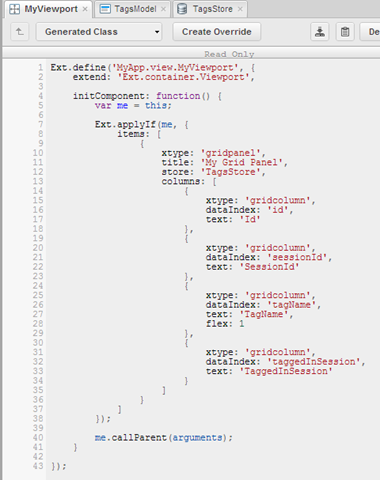 MyViewport × TagsModel × TagsStore ×
Generated Class Create Override De
Read Only
1 Ext.define('MyApp.view.MyViewport', {
2 extend: 'Ext.container.Viewport',
3
4 initComponent: function() {
5 var me = this;
6
7 Ext.applyIf(me, {
8 items: [
9 {
10 xtype: 'gridpanel',
11 title: 'My Grid Panel',
12 store: 'TagsStore',
13 columns: [
14 {
15 xtype: 'gridcolumn',
16 dataIndex: 'id',
17 text: 'Id'
18 },
19 {
20 xtype: 'gridcolumn',
21 dataIndex: 'sessionId',
22 text: 'SessionId'
23 },
24 {
25 xtype: 'gridcolumn',
26 dataIndex: 'tagName',
27 text: 'TagName',
28 flex: 1
29 },
30 {
31 xtype: 'gridcolumn',
32 dataIndex: 'taggedInSession',
33 text: 'TaggedInSession'
34 }
35 ]
36 }
37 ]
38 });
39
40 me.callParent(arguments);
41 }
42
43 });